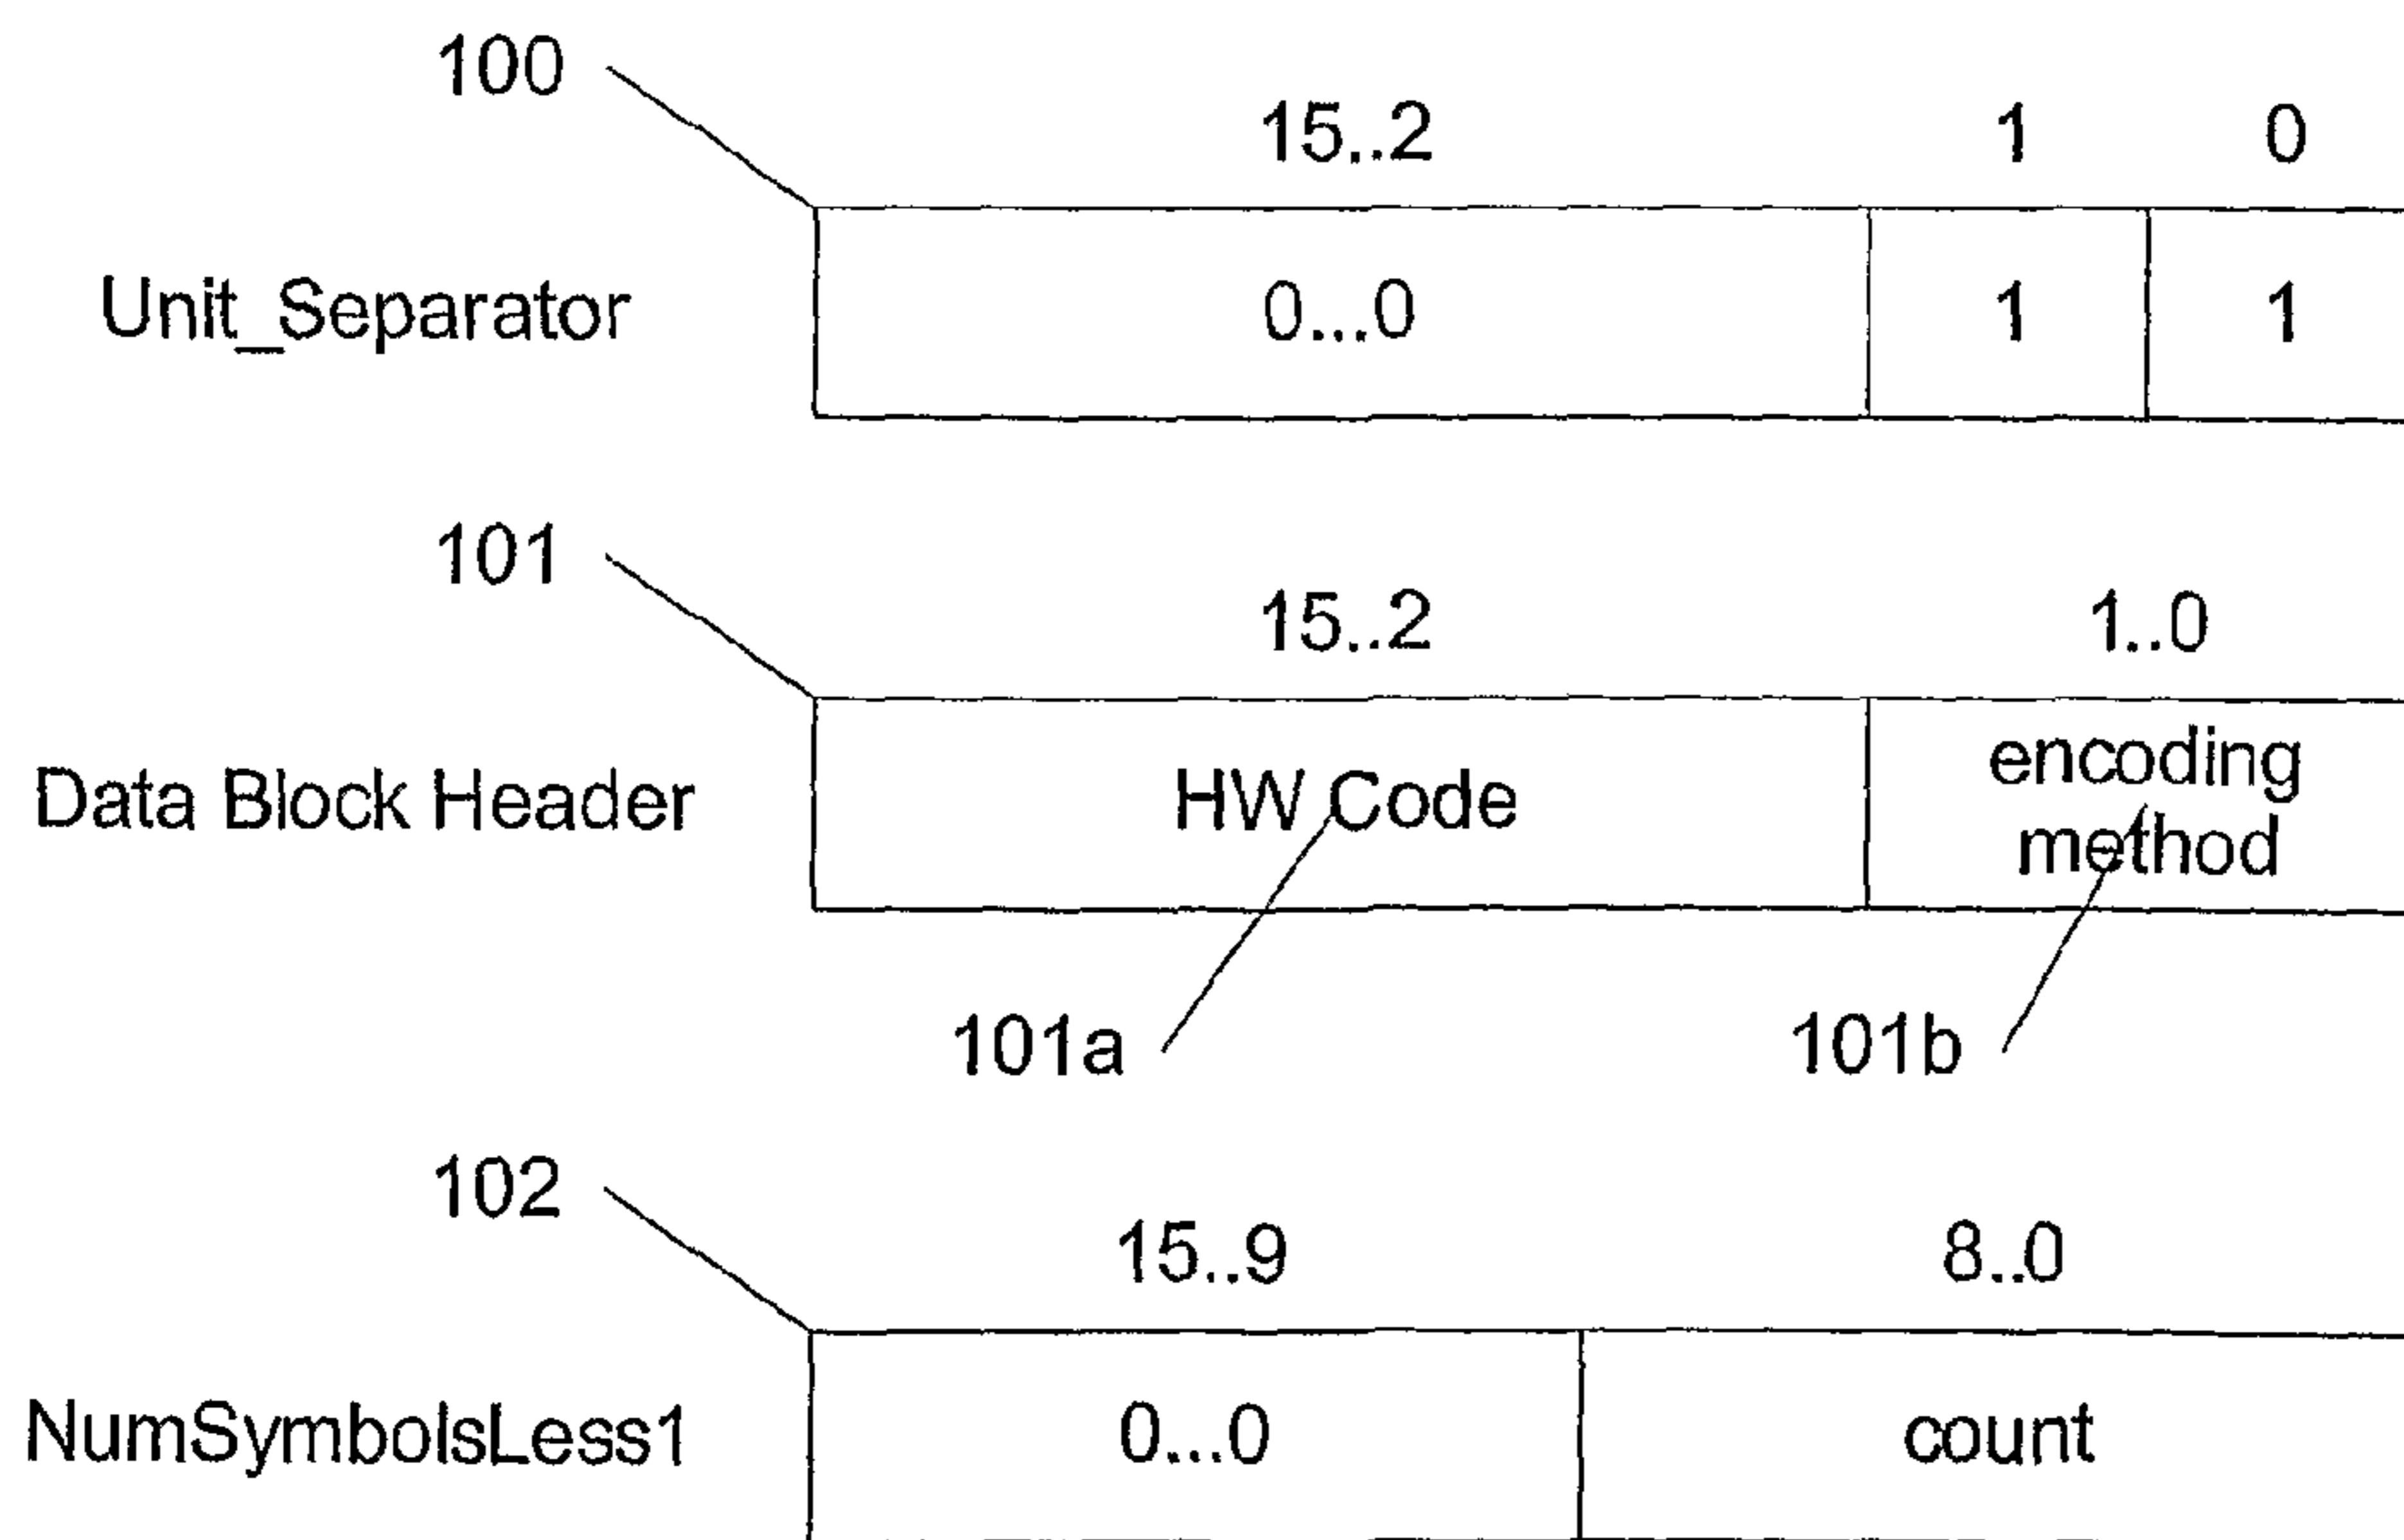 100
15..2 1 0
Unit_Separator 0...0 1 1
101
15..2 1..0
Data Block Header HW Code encoding method
101a 101b
102
15..9 8..0
NumSymbolsLess1 0...0 count